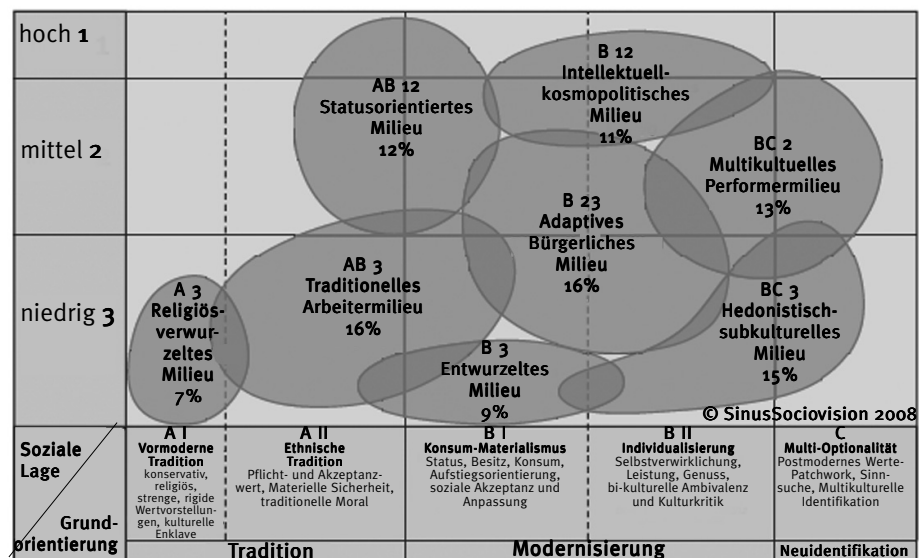 hoch 1
mittel 2
niedrig 3
AB 12
Statusorientiertes
Milieu
12%
B 12
Intellektuell-
kosmopolitisches
Milieu
11%
BC 2
Multikultuelles
Performermilieu
13%
B 23
Adaptives
Bürgerliches
Milieu
16%
A 3
Religiös-
verwur-
zeltes
Milieu
7%
AB 3
Traditionelles
Arbeitermilieu
16%
B 3
Entwurzeltes
Milieu
9%
BC 3
Hedonistisch-
subkulturelles
Milieu
15%
© SinusSociovision 2008
Soziale
Lage
Grund-
orientierung
A I
Vormoderne
Tradition
konservativ,
religiös,
strenge, rigide
Wertvorstellun-
gen, kulturelle
Enklave
A II
Ethnische
Tradition
Pflicht- und Akzeptanz-
wert, Materielle Sicherheit,
traditionelle Moral
B I
Konsum-Materialismus
Status, Besitz, Konsum,
Aufstiegsorientierung,
soziale Akzeptanz und
Anpassung
B II
Individualisierung
Selbstverwirklichung,
Leistung, Genuss,
bi-kulturelle Ambivalenz
und Kulturkritik
C
Multi-Optionalität
Postmodernes Werte-
Patchwork, Sinn-
suche, Multikulturelle
Identifikation
Tradition
Modernisierung
Neuidentifikation